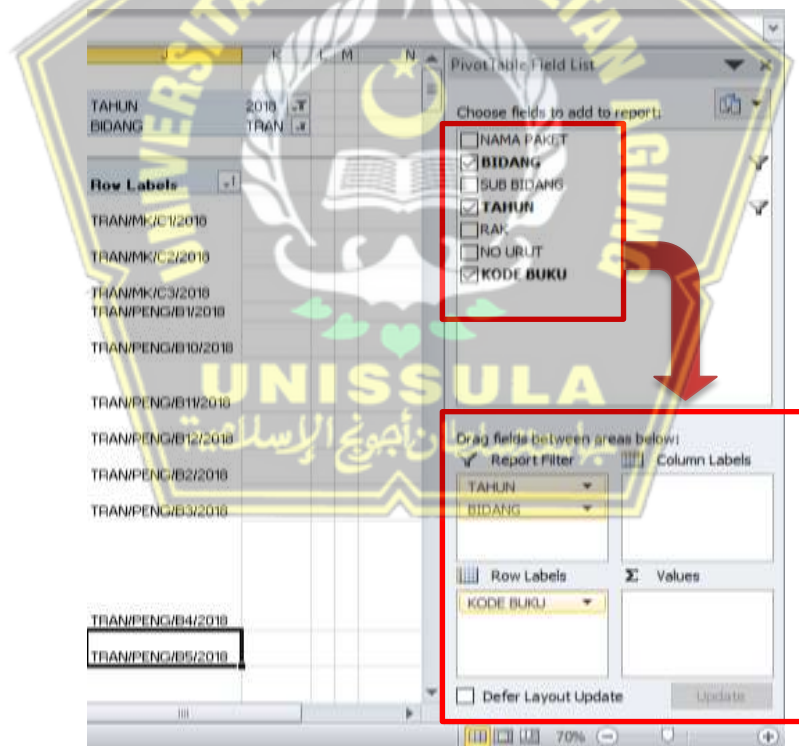 J K L M N
PivotTable Field List
TAHUN 2018
BIDANG TRAN
Choose fields to add to report:
NAMA PAKET
BIDANG
SUB BIDANG
TAHUN
RAK
NO URUT
KODE BUKU
Row Labels
TRAN/MK/C1/2018
TRAN/MK/C2/2018
TRAN/MK/C3/2018
TRAN/PENG/B1/2018
TRAN/PENG/B10/2018
TRAN/PENG/B11/2018
TRAN/PENG/B12/2018
TRAN/PENG/B2/2018
TRAN/PENG/B3/2018
TRAN/PENG/B4/2018
TRAN/PENG/B5/2018
Drag fields between areas below:
Report Filter Column Labels
TAHUN
BIDANG
Row Labels Σ Values
KODE BUKU
Defer Layout Update Update
70%
UNISSULA
جامعة سلطان أجونج الإسلامية